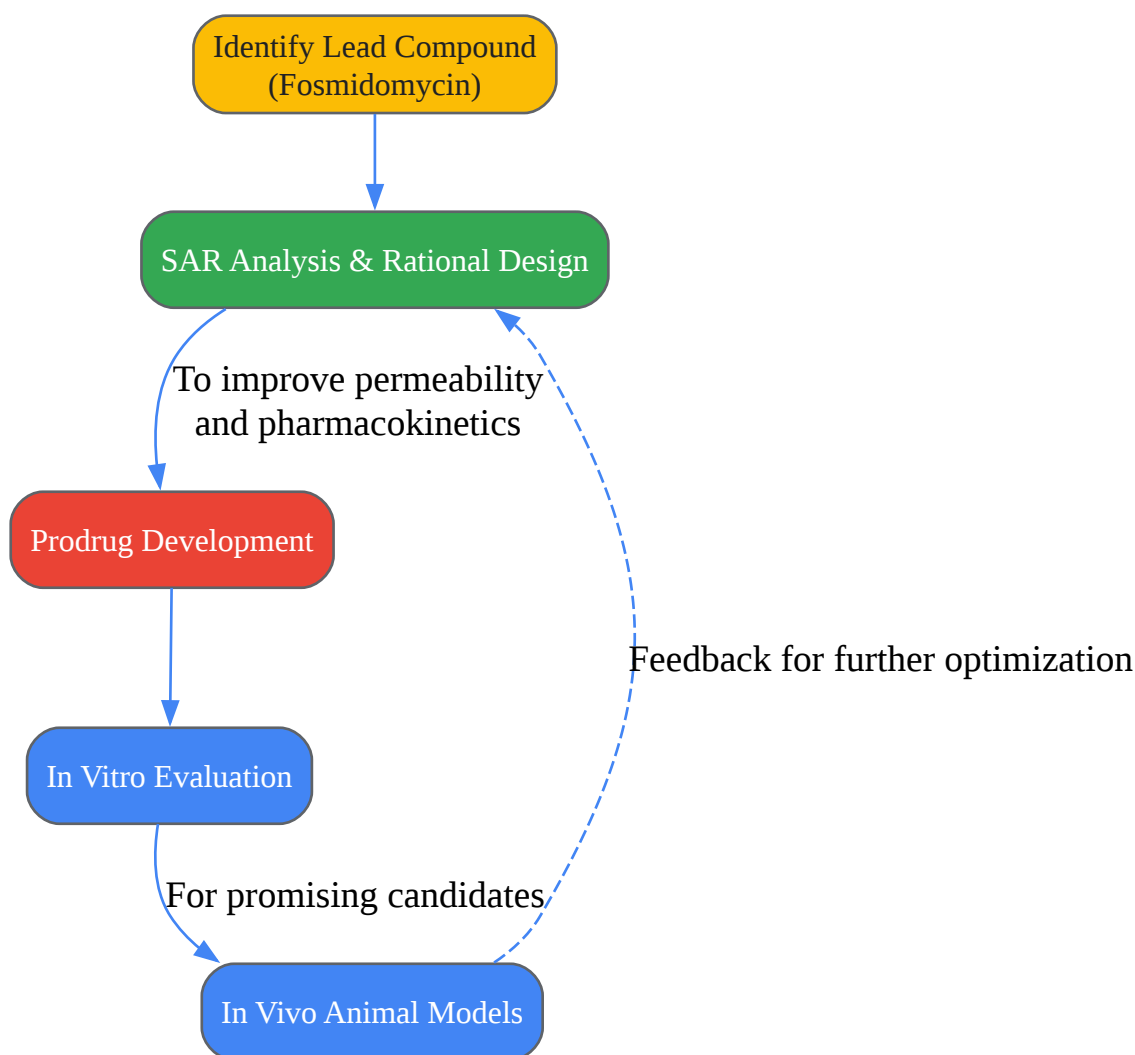 Identify Lead Compound
(Fosmidomycin)
SAR Analysis & Rational Design
To improve permeability
and pharmacokinetics
Prodrug Development
Feedback for further optimization
In Vitro Evaluation
For promising candidates
In Vivo Animal Models